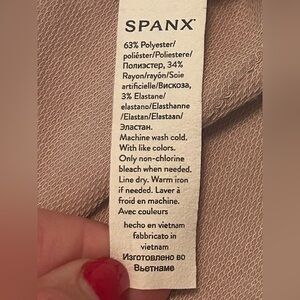 SPANX
63% Polyester/
poliéster/Poliestere/
Полиэстер, 34%
Rayon/rayón/Soie
artificielle/Вискоза,
3% Elastane/
elastano/Elasthanne
/Elastan/Elastaan/
Эластан.
Machine wash cold.
With like colors.
Only non-chlorine
bleach when needed.
Line dry. Warm iron
if needed. Laver à
froid en machine.
Avec couleurs
hecho en vietnam
fabbricato in
vietnam
Изготовлено во
Вьетнаме